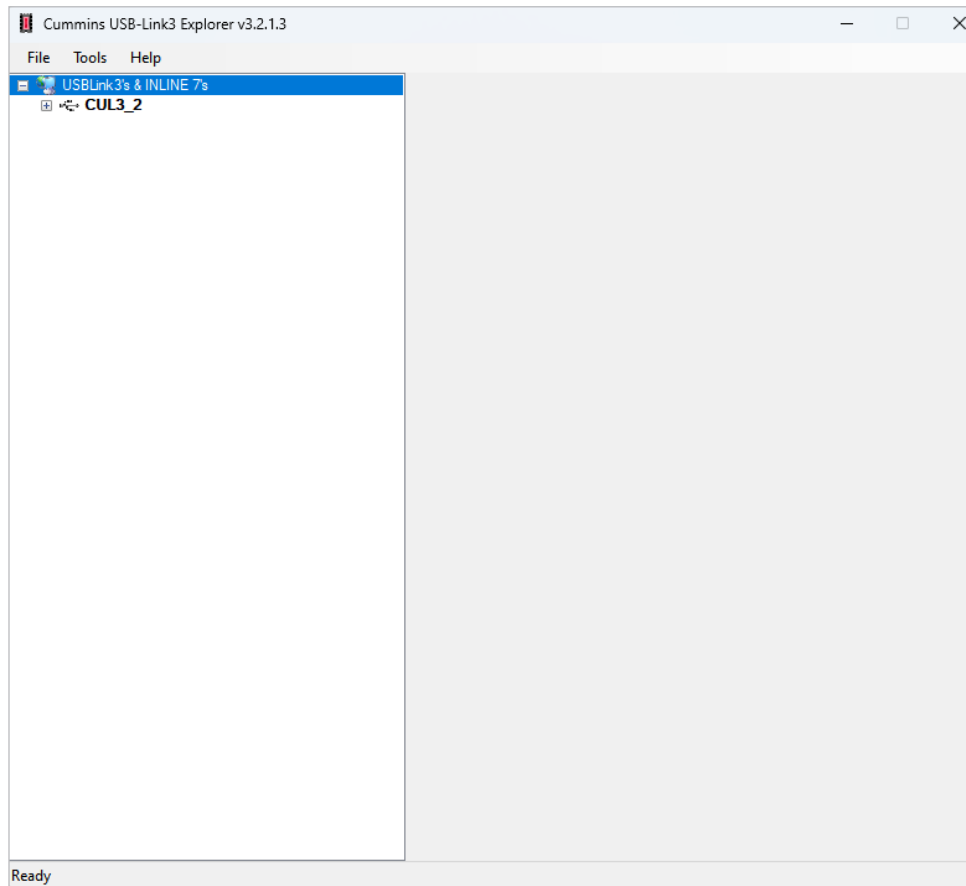 Cummins USB-Link3 Explorer v3.2.1.3
File Tools Help
USBLink3's & INLINE 7's
CUL3_2
Ready